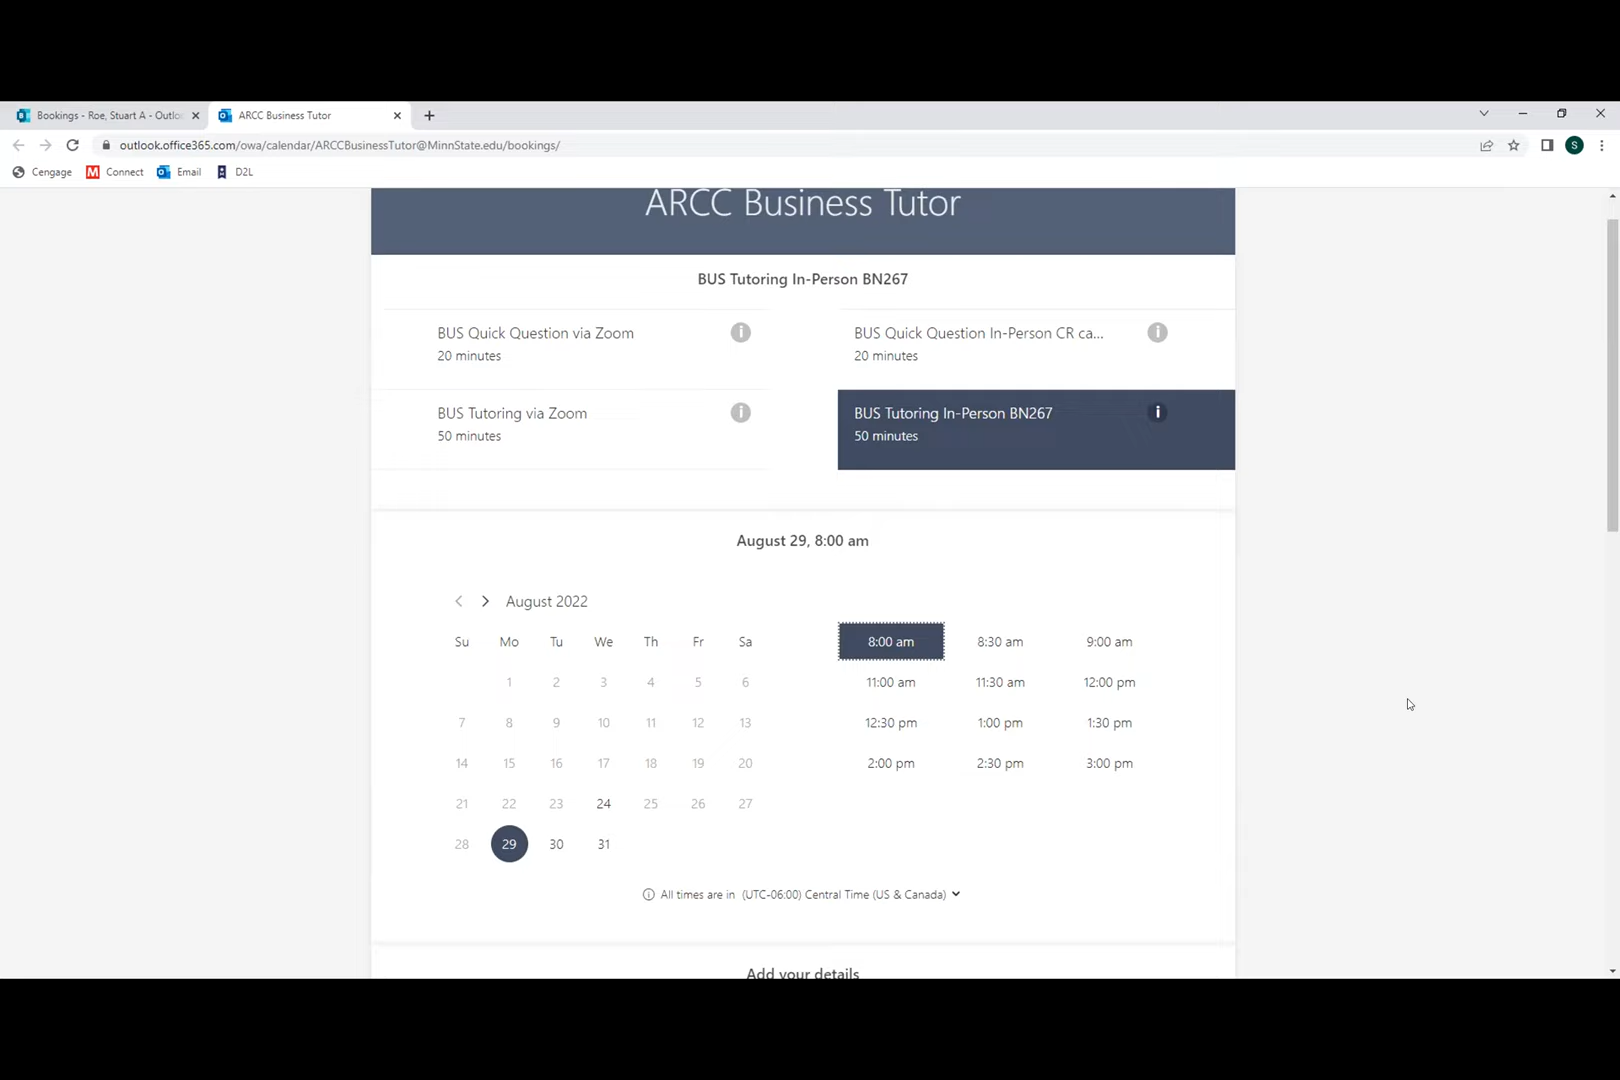 Bookings - Roe, Stuart A - Outlo
ARCC Business Tutor
outlook.office365.com/owa/calendar/ARCCBusinessTutor@MinnState.edu/bookings/
S
Cengage Connect Email D2L
ARCC Business Tutor
BUS Tutoring In-Person BN267
BUS Quick Question via Zoom
20 minutes
BUS Quick Question In-Person CR ca...
20 minutes
BUS Tutoring via Zoom
50 minutes
BUS Tutoring In-Person BN267
50 minutes
August 29, 8:00 am
August 2022
Su Mo Tu We Th Fr Sa
1 2 3 4 5 6
7 8 9 10 11 12 13
14 15 16 17 18 19 20
21 22 23 24 25 26 27
28 29 30 31
8:00 am 8:30 am 9:00 am
11:00 am 11:30 am 12:00 pm
12:30 pm 1:00 pm 1:30 pm
2:00 pm 2:30 pm 3:00 pm
All times are in (UTC-06:00) Central Time (US & Canada)
Add your details